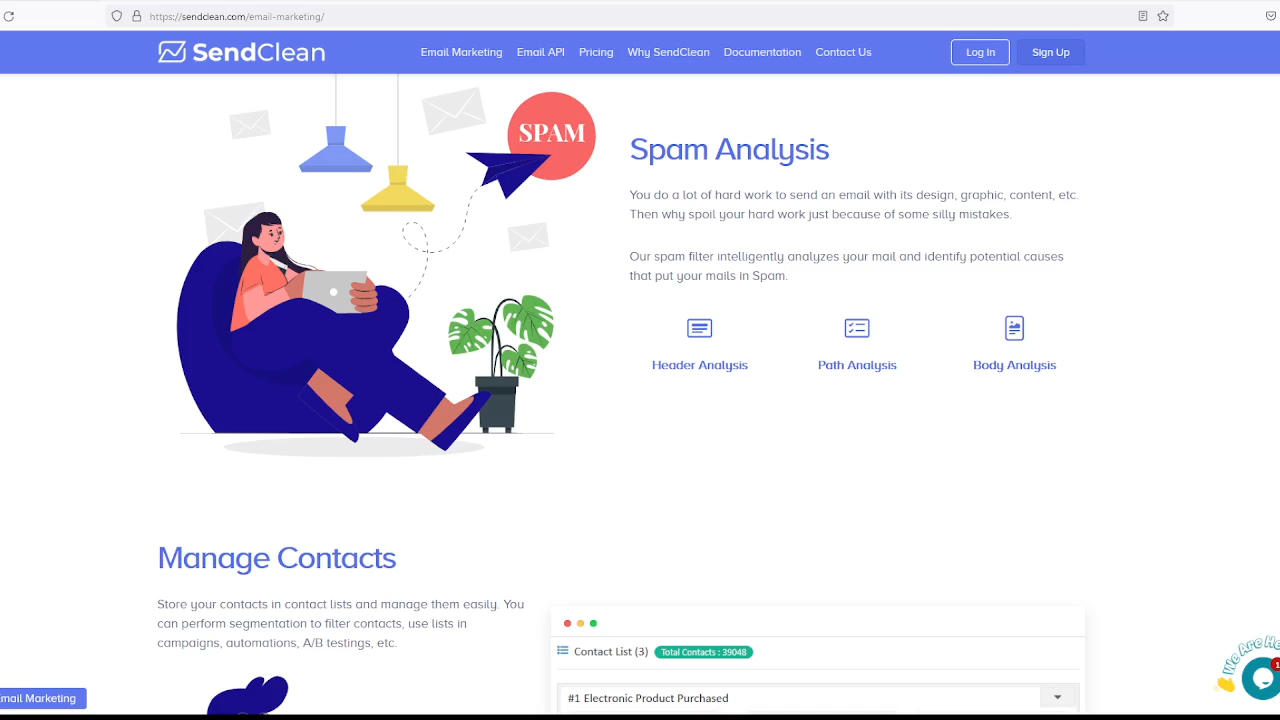 https://sendclean.com/email-marketing/
SendClean
Email Marketing
Email API
Pricing
Why SendClean
Documentation
Contact Us
Log In
Sign Up
SPAM
Spam Analysis
You do a lot of hard work to send an email with its design, graphic, content, etc.
Then why spoil your hard work just because of some silly mistakes.
Our spam filter intelligently analyzes your mail and identify potential causes
that put your mails in Spam.
Header Analysis
Path Analysis
Body Analysis
Manage Contacts
Store your contacts in contact lists and manage them easily. You
can perform segmentation to filter contacts, use lists in
campaigns, automations, A/B testings, etc.
Contact List (3) Total Contacts : 39048
#1 Electronic Product Purchased
mail Marketing
We Are He
1